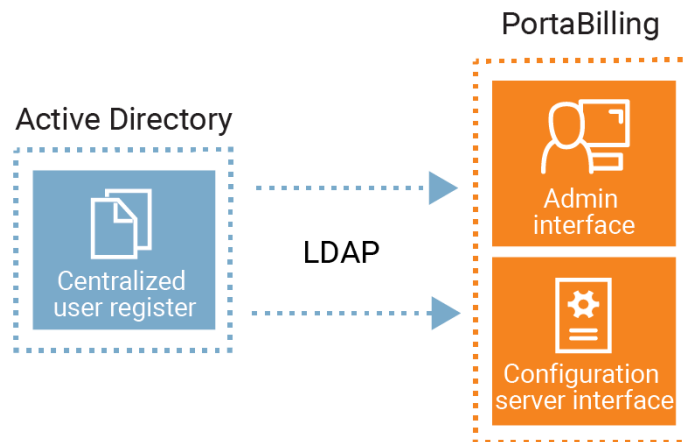 PortaBilling
Active Directory
Admin
interface
LDAP
Centralized
user register
Configuration
server interface